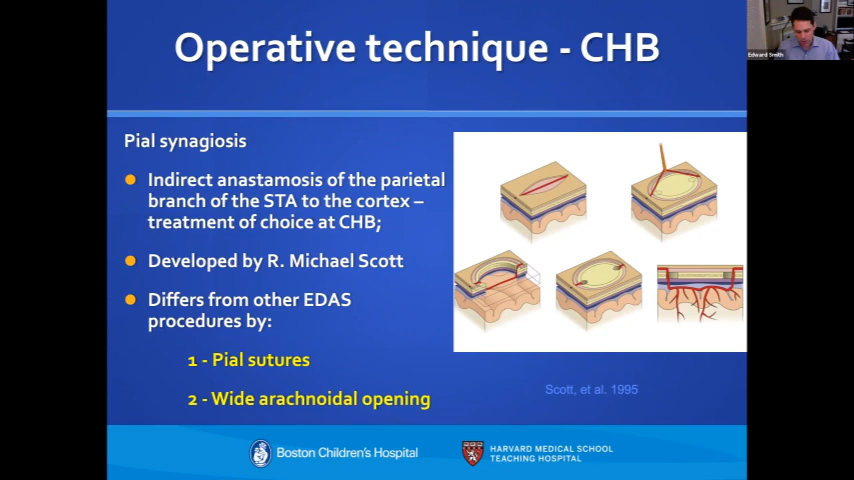 Operative technique - CHB
Edward Smith
Pial synagiosis
Indirect anastamosis of the parietal
branch of the STA to the cortex –
treatment of choice at CHB;
Developed by R. Michael Scott
Differs from other EDAS
procedures by:
1 - Pial sutures
2 - Wide arachnoidal opening
Scott, et al. 1995
Boston Children's Hospital
HARVARD MEDICAL SCHOOL
TEACHING HOSPITAL